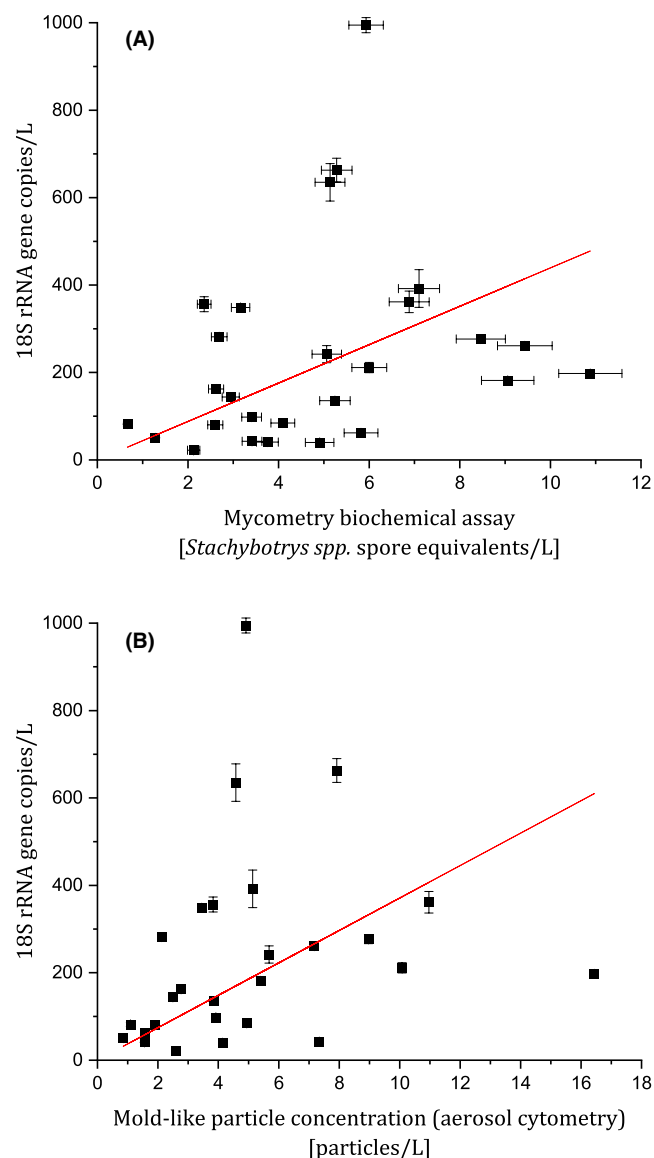 (A)
1000
800
600
400
200
0
18S rRNA gene copies/L
0 2 4 6 8 10 12
Mycometry biochemical assay
[Stachybotrys spp. spore equivalents/L]
(B)
1000
800
600
400
200
0
18S rRNA gene copies/L
0 2 4 6 8 10 12 14 16 18
Mold-like particle concentration (aerosol cytometry)
[particles/L]